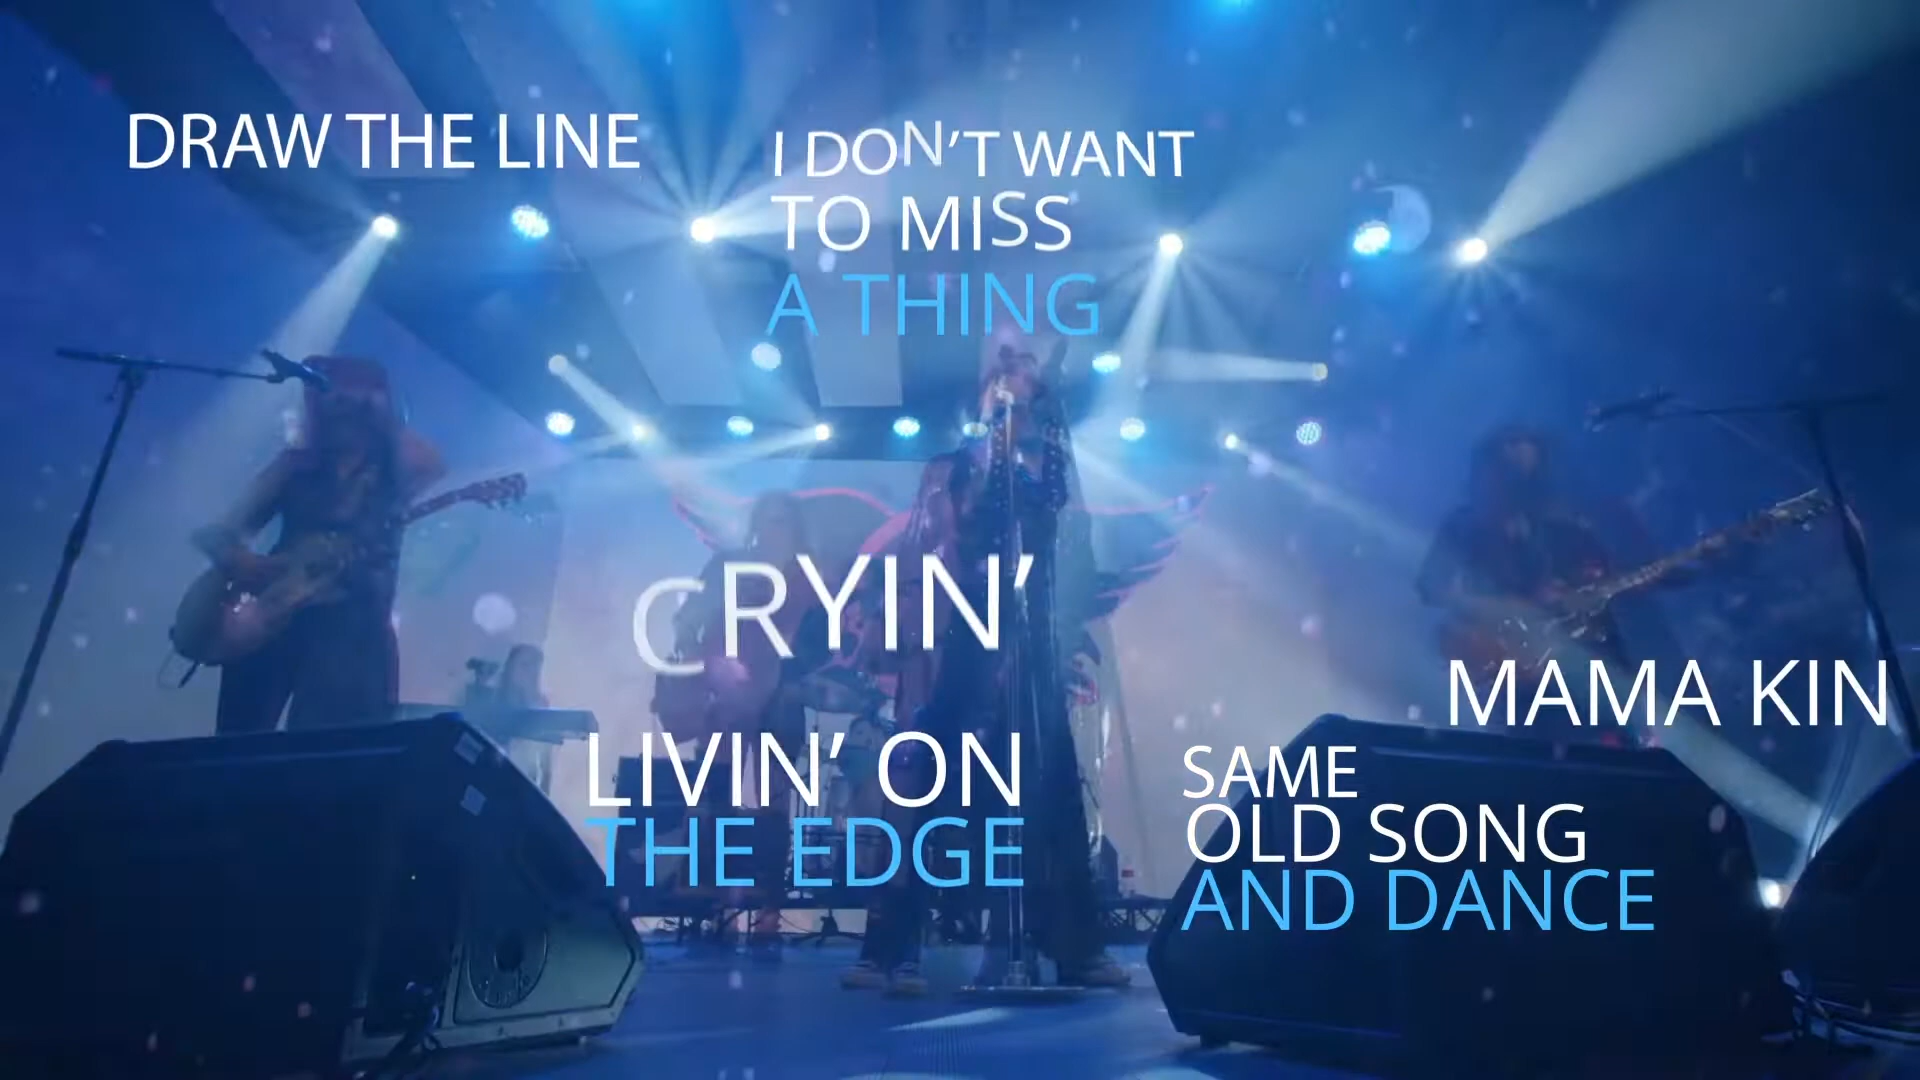 DRAW THE LINE
I DON’T WANT
TO MISS
A THING
CRYIN’
LIVIN’ ON
THE EDGE
MAMA KIN
SAME
OLD SONG
AND DANCE